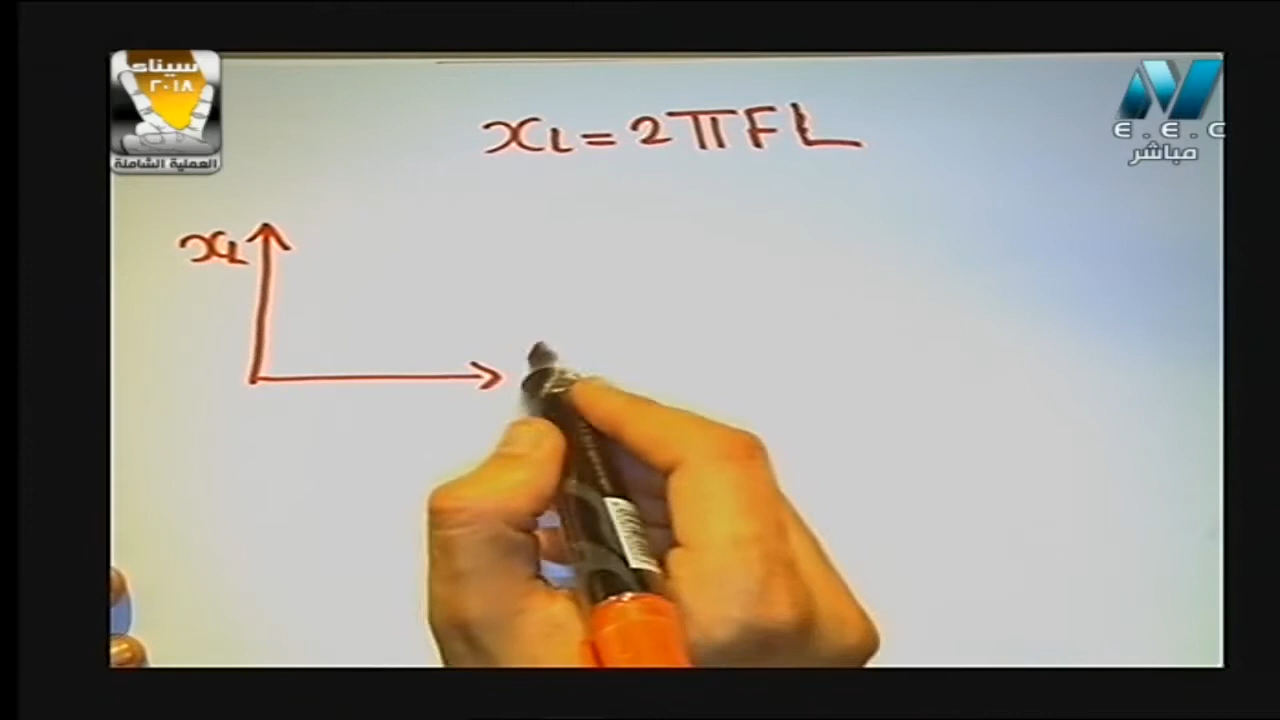 سيناء
٢٠١٨
العملية الشاملة
E.E.C
مباشر
XL = 2πFL
XL